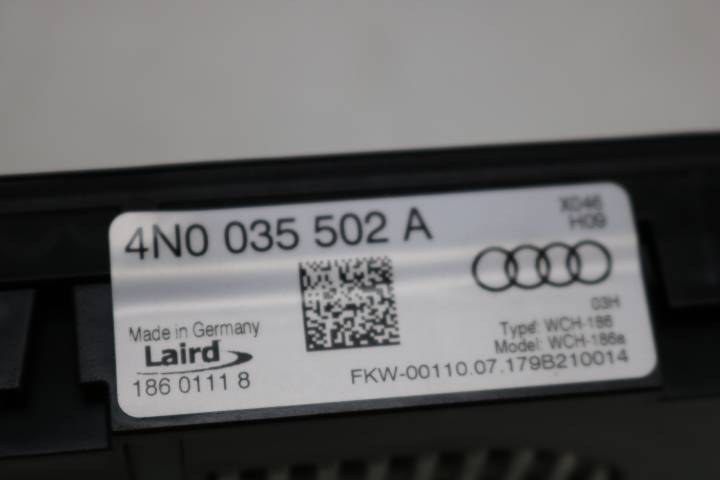 4N0 035 502 A
X046
H09
03H
Made in Germany
Laird
Type: WCH-186
Model: WCH-186a
186 0111 8
FKW-00110.07.179B210014